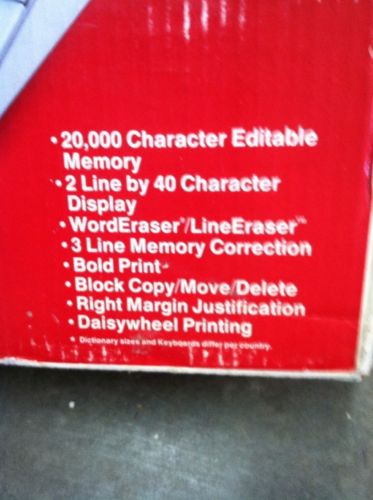 • 20,000 Character Editable
Memory
• 2 Line by 40 Character
Display
• WordEraser®/LineEraser™
• 3 Line Memory Correction
• Bold Print
• Block Copy/Move/Delete
• Right Margin Justification
• Daisywheel Printing
* Dictionary sizes and Keyboards differ per country.